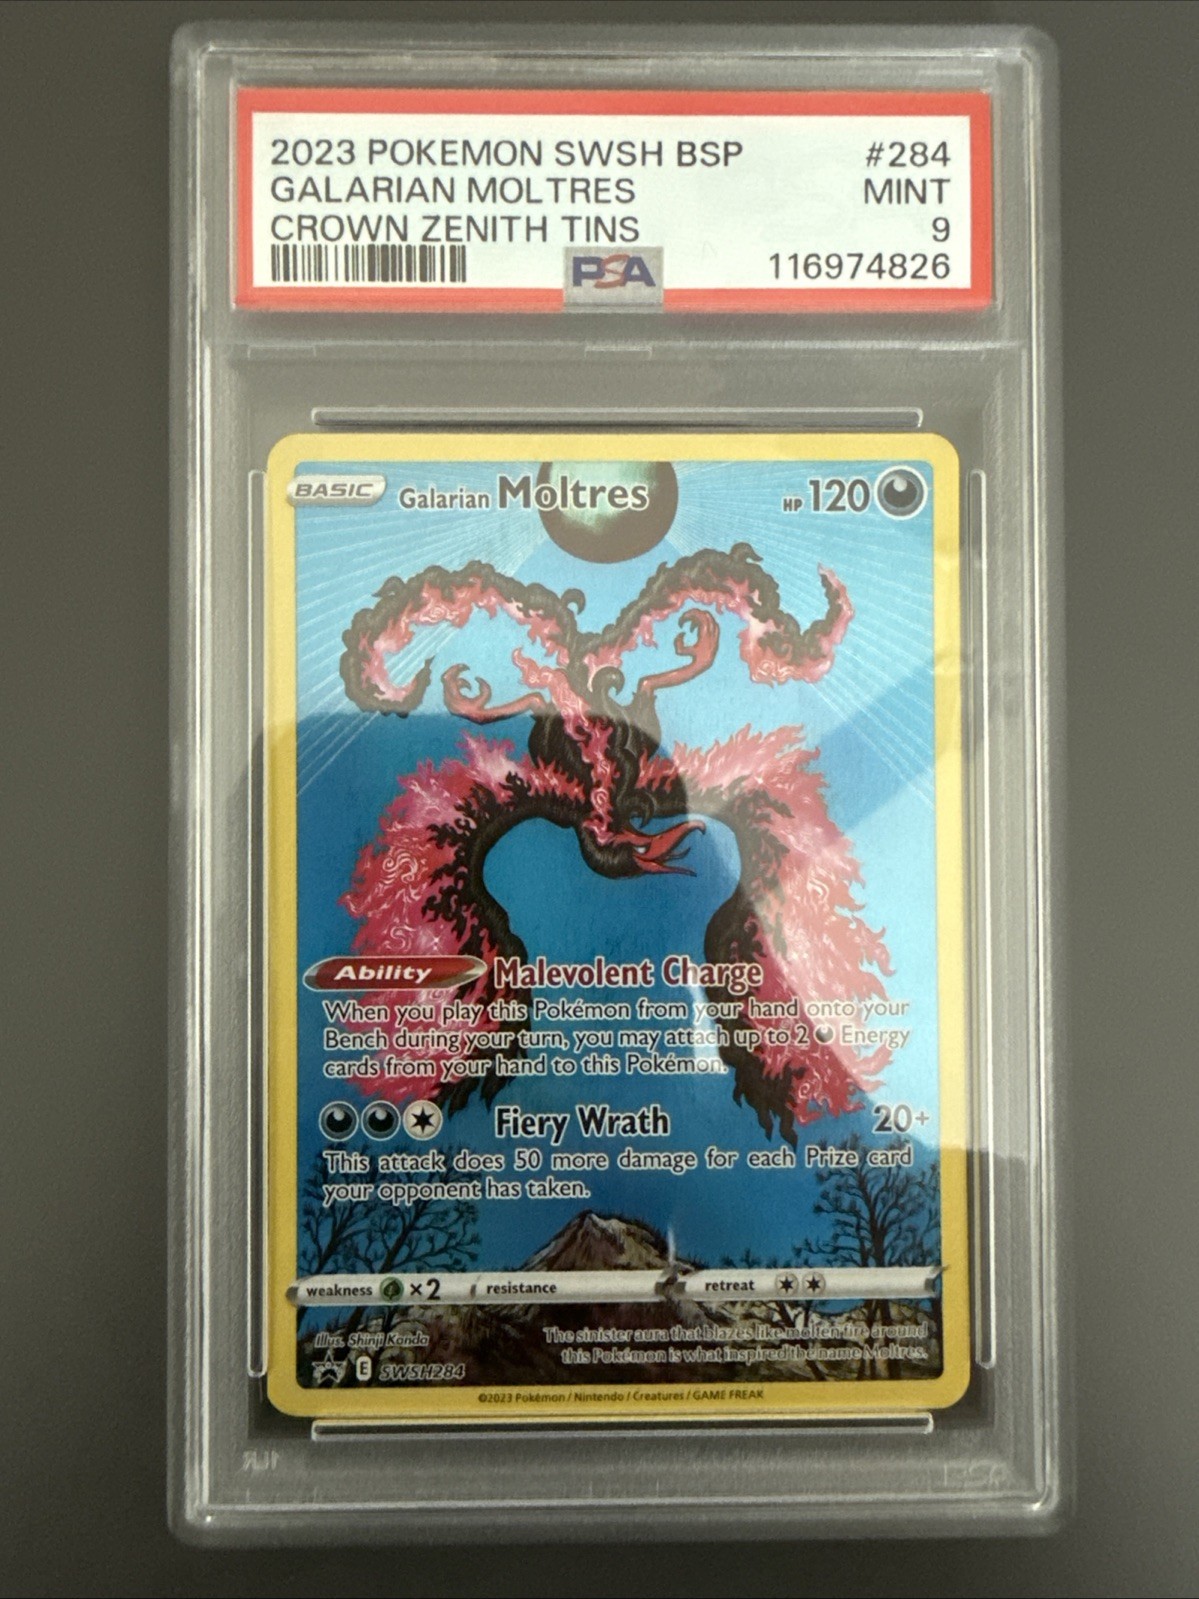 2023 POKEMON SWSH BSP #284
GALARIAN MOLTRES MINT
CROWN ZENITH TINS 9
PSA 116974826
BASIC Galarian Moltres HP 120
Ability Malevolent Charge
When you play this Pokémon from your hand onto your
Bench during your turn, you may attach up to 2 Energy
cards from your hand to this Pokémon.
Fiery Wrath 20+
This attack does 50 more damage for each Prize card
your opponent has taken.
weakness ×2 resistance retreat
Illus. Shinji Kanda
The sinister aura that blazes like molten fire around
this Pokémon is what inspired the name Moltres.
E SWSH284
©2023 Pokémon / Nintendo / Creatures / GAME FREAK